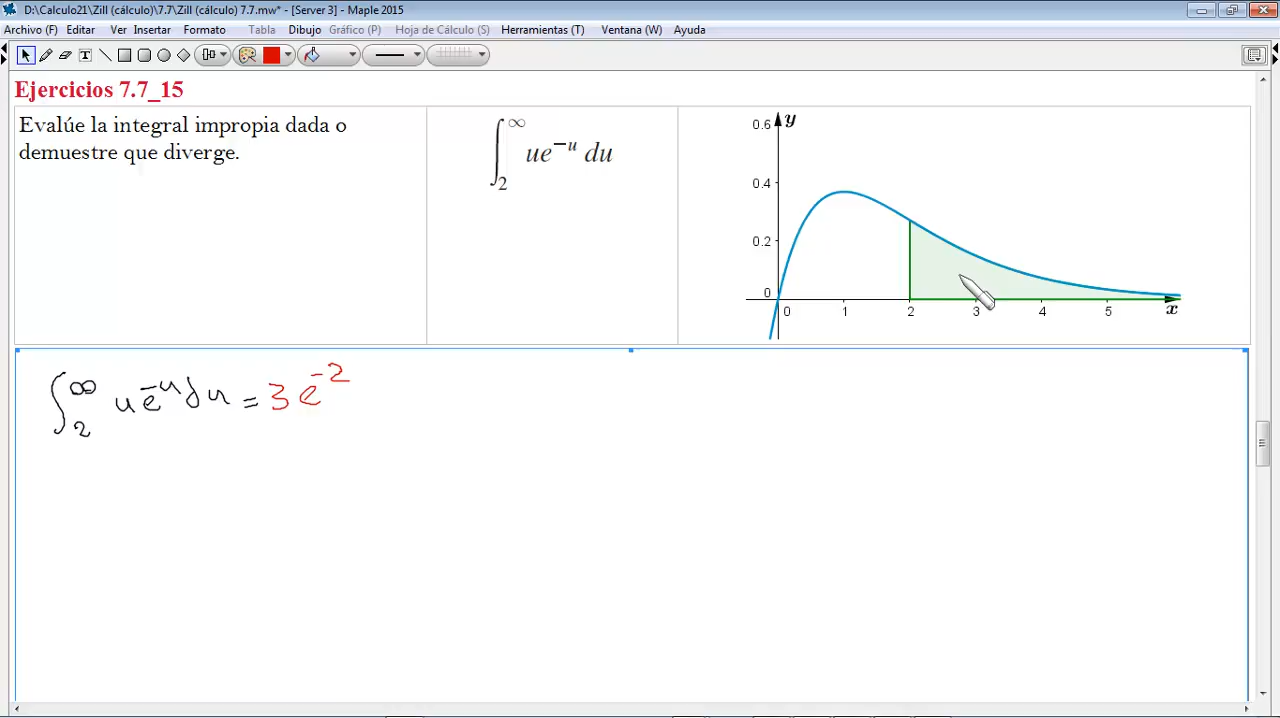 D:\Calculo21\Zill (cálculo)\7.7\Zill (cálculo) 7.7.mw* - [Server 3] - Maple 2015
Archivo (F) Editar Ver Insertar Formato Tabla Dibujo Gráfico (P) Hoja de Cálculo (S) Herramientas (T) Ventana (W) Ayuda
Ejercicios 7.7_15
Evalúe la integral impropia dada o
demuestre que diverge.
∫₂^∞ ue⁻ᵘ du
y
0.6
0.4
0.2
0
0 1 2 3 4 5 x
∫₂^∞ u e⁻ᵘ du = 3 e⁻²